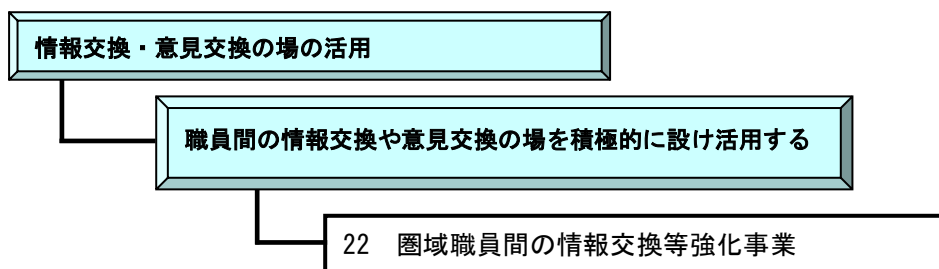 情報交換・意見交換の場の活用
職員間の情報交換や意見交換の場を積極的に設け活用する
22　圏域職員間の情報交換等強化事業